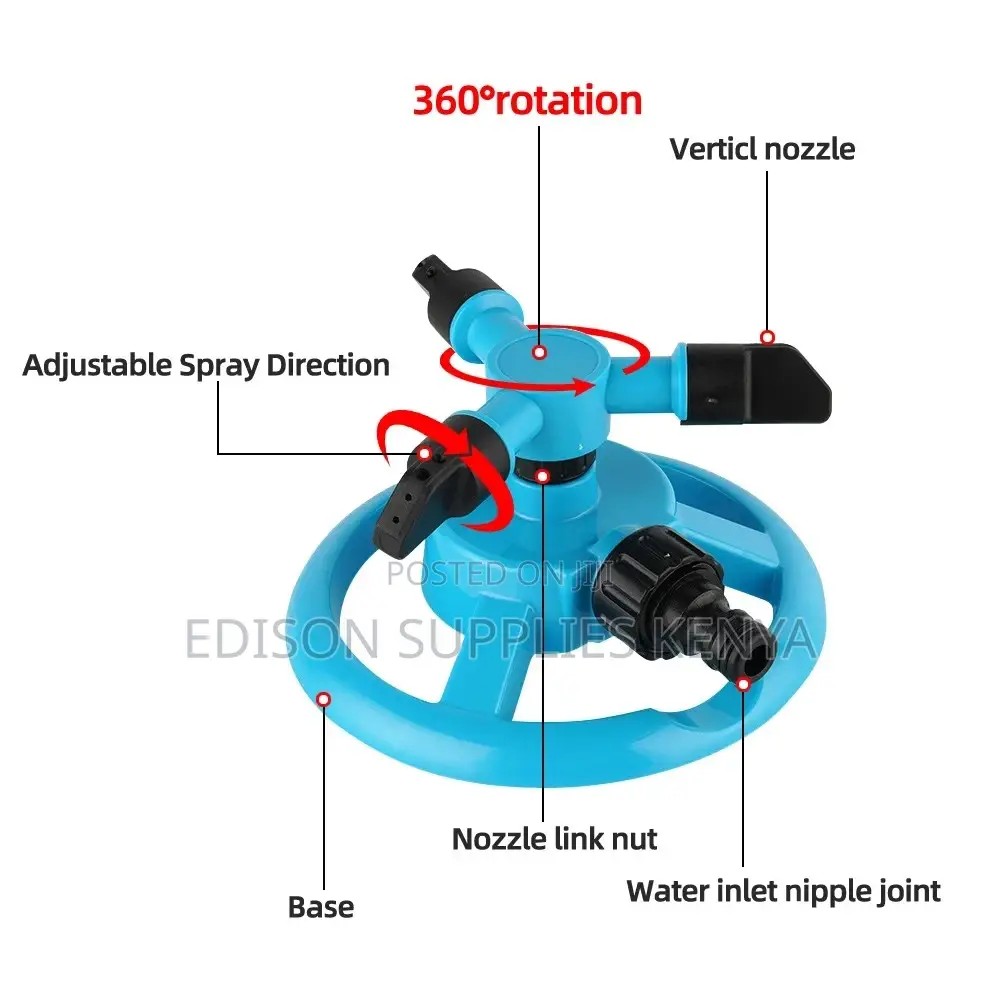 360°rotation
Verticl nozzle
Adjustable Spray Direction
POSTED ON JIJI
EDISON SUPPLIES KENYA
Nozzle link nut
Water inlet nipple joint
Base